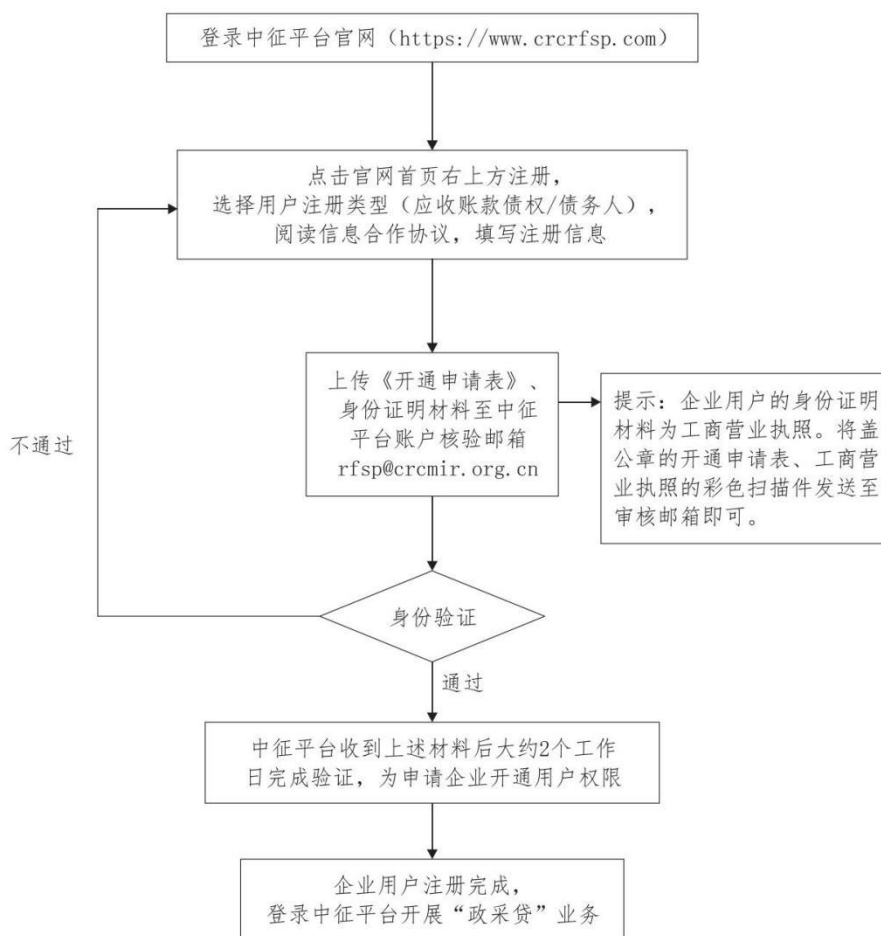 登录中征平台官网（https://www.crcrfsp.com）
点击官网首页右上方注册，
选择用户注册类型（应收账款债权/债务人），
阅读信息合作协议，填写注册信息
上传《开通申请表》、
身份证明材料至中征
平台账户核验邮箱
rfsp@crcmir.org.cn
提示：企业用户的身份证明
材料为工商营业执照。将盖
公章的开通申请表、工商营
业执照的彩色扫描件发送至
审核邮箱即可。
不通过
身份验证
通过
中征平台收到上述材料后大约2个工作
日完成验证，为申请企业开通用户权限
企业用户注册完成，
登录中征平台开展“政采贷”业务